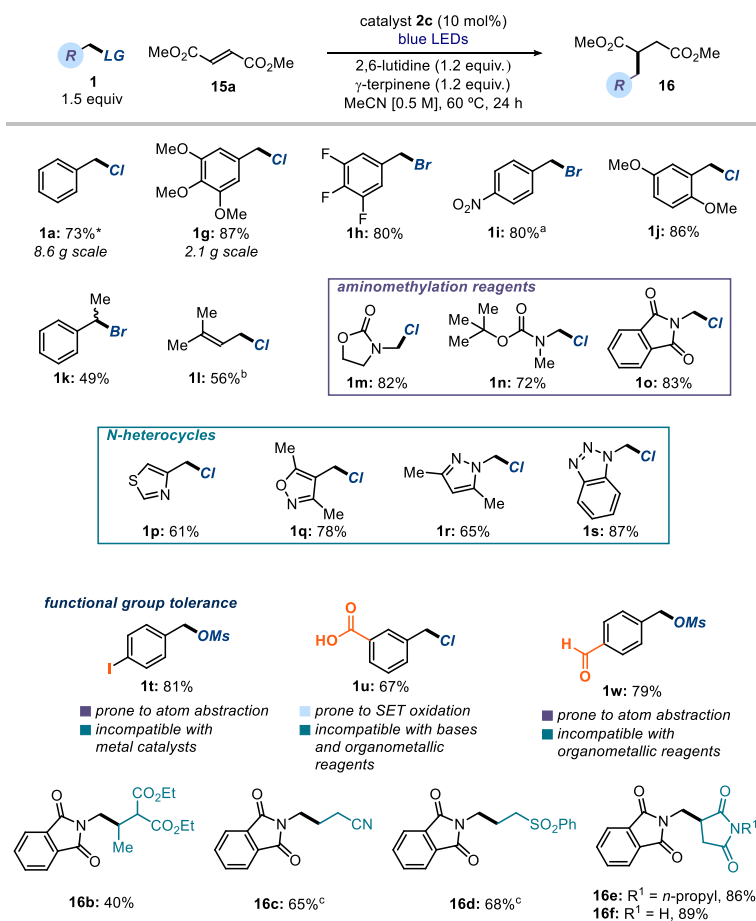 catalyst 2c (10 mol%)
blue LEDs
2,6-lutidine (1.2 equiv.)
γ-terpinene (1.2 equiv.)
MeCN [0.5 M], 60 ºC, 24 h
R LG
1
1.5 equiv
MeO2C CO2Me
15a
MeO2C CO2Me
R
16
Cl
1a: 73%*
8.6 g scale
MeO MeO OMe Cl
1g: 87%
2.1 g scale
F F F Br
1h: 80%
O2N Br
1i: 80%a
MeO OMe Cl
1j: 86%
Me Br
1k: 49%
Me Me Cl
1l: 56%b
aminomethylation reagents
O O N Cl
1m: 82%
Me Me Me O O N Me Cl
1n: 72%
O N O Cl
1o: 83%
N-heterocycles
S N Cl
1p: 61%
Me O N Me Cl
1q: 78%
Me N N Me Cl
1r: 65%
N N N Cl
1s: 87%
functional group tolerance
I OMs
1t: 81%
prone to atom abstraction
incompatible with
metal catalysts
O HO Cl
1u: 67%
prone to SET oxidation
incompatible with bases
and organometallic
reagents
H O OMs
1w: 79%
prone to atom abstraction
incompatible with
organometallic reagents
O N O CO2Et CO2Et Me
16b: 40%
O N O CN
16c: 65%c
O N O SO2Ph
16d: 68%c
O N O O N R1 O
16e: R1 = n-propyl, 86%
16f: R1 = H, 89%